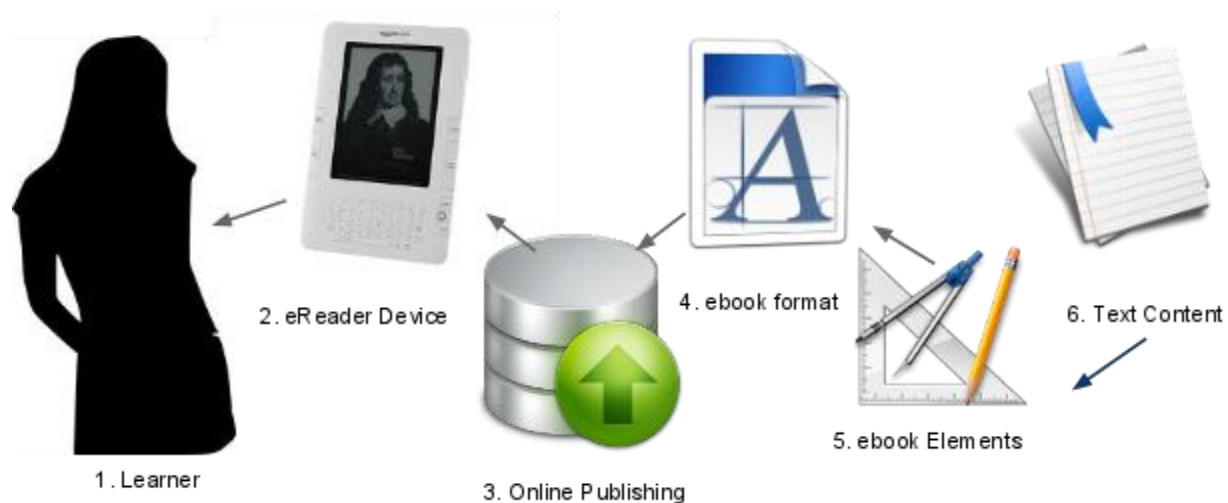 1. Learner
2. eReader Device
3. Online Publishing
4. ebook format
A
5. ebook Elements
6. Text Content